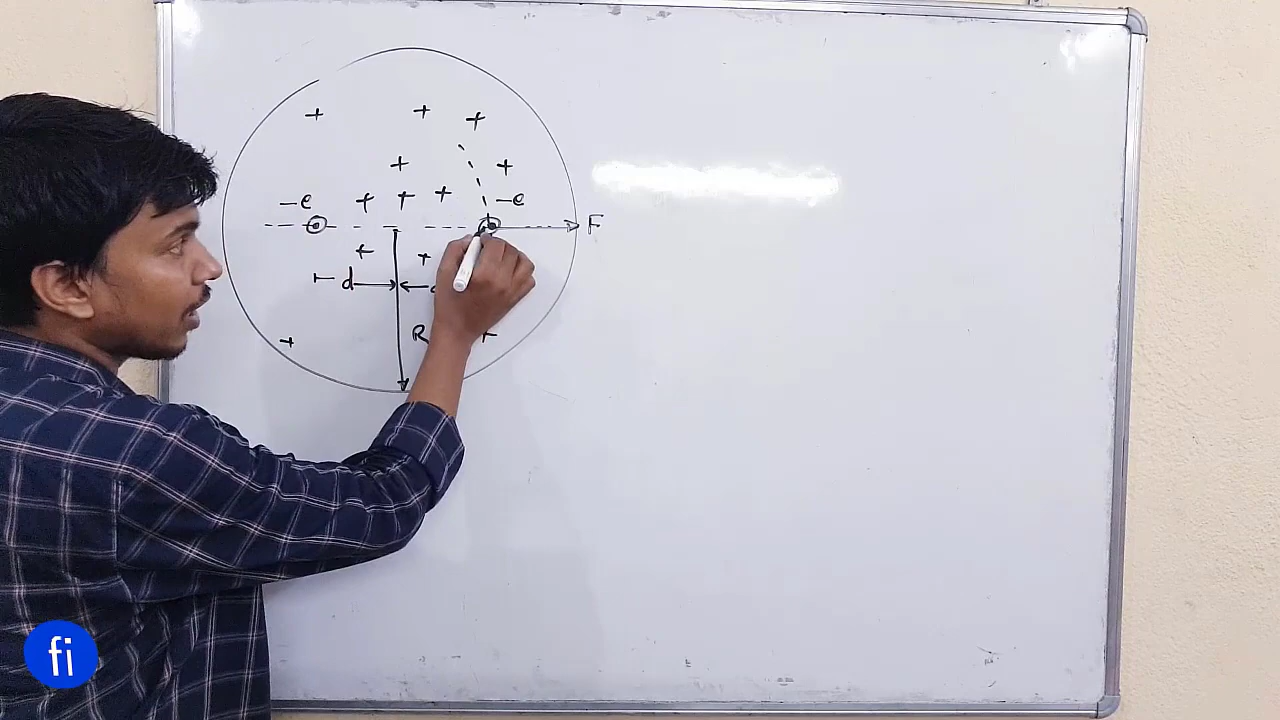 + + +
+ +
-e + + + -e
F
+ +
d
R +
+
fi